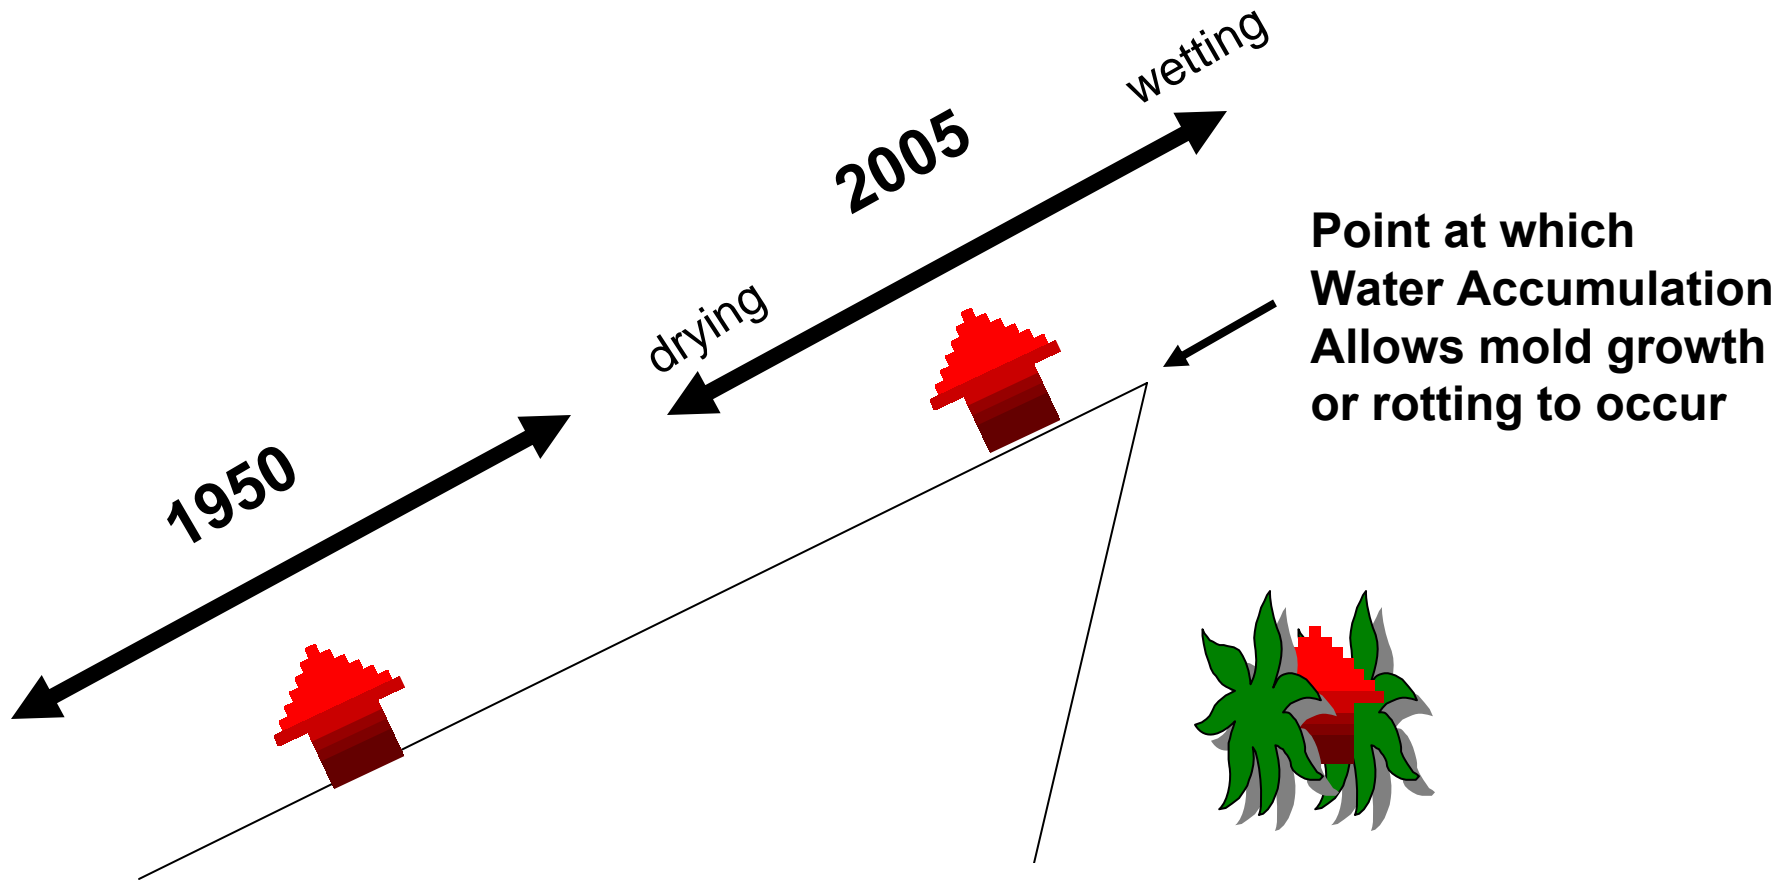 wetting
2005
drying
1950
Point at which
Water Accumulation
Allows mold growth
or rotting to occur